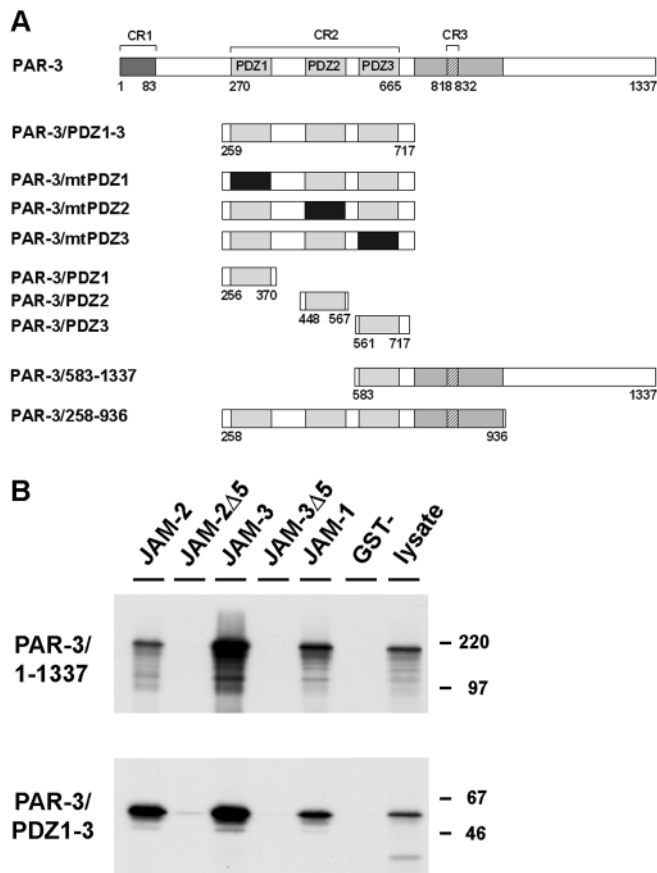 A
CR1 CR2 CR3
PAR-3 PDZ1 PDZ2 PDZ3
1 83 270 665 818 832 1337
PAR-3/PDZ1-3
259 717
PAR-3/mtPDZ1
PAR-3/mtPDZ2
PAR-3/mtPDZ3
PAR-3/PDZ1
256 370
PAR-3/PDZ2
448 567
PAR-3/PDZ3
561 717
PAR-3/583-1337
583 1337
PAR-3/258-936
258 936
B
JAM-2 JAM-2Δ5 JAM-3 JAM-3Δ5 JAM-1 GST- lysate
PAR-3/
1-1337
- 220
- 97
PAR-3/
PDZ1-3
- 67
- 46